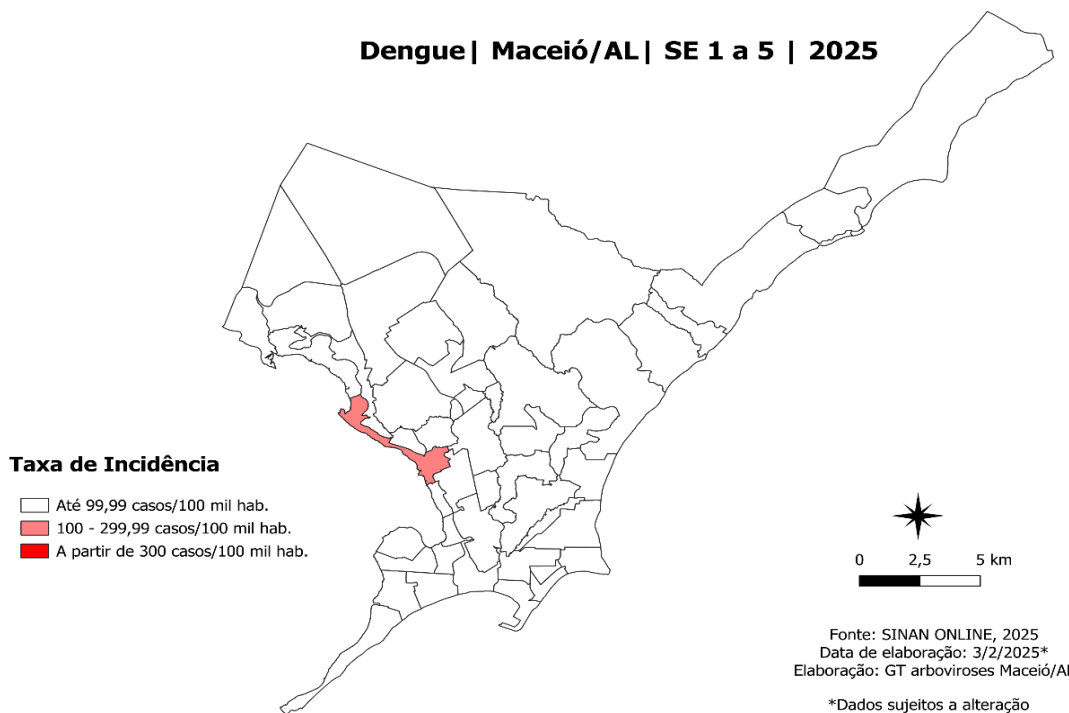 Dengue| Maceió/AL| SE 1 a 5 | 2025
Taxa de Incidência
Até 99,99 casos/100 mil hab.
100 - 299,99 casos/100 mil hab.
A partir de 300 casos/100 mil hab.
0 2,5 5 km
Fonte: SINAN ONLINE, 2025
Data de elaboração: 3/2/2025*
Elaboração: GT arboviroses Maceió/AL
*Dados sujeitos a alteração